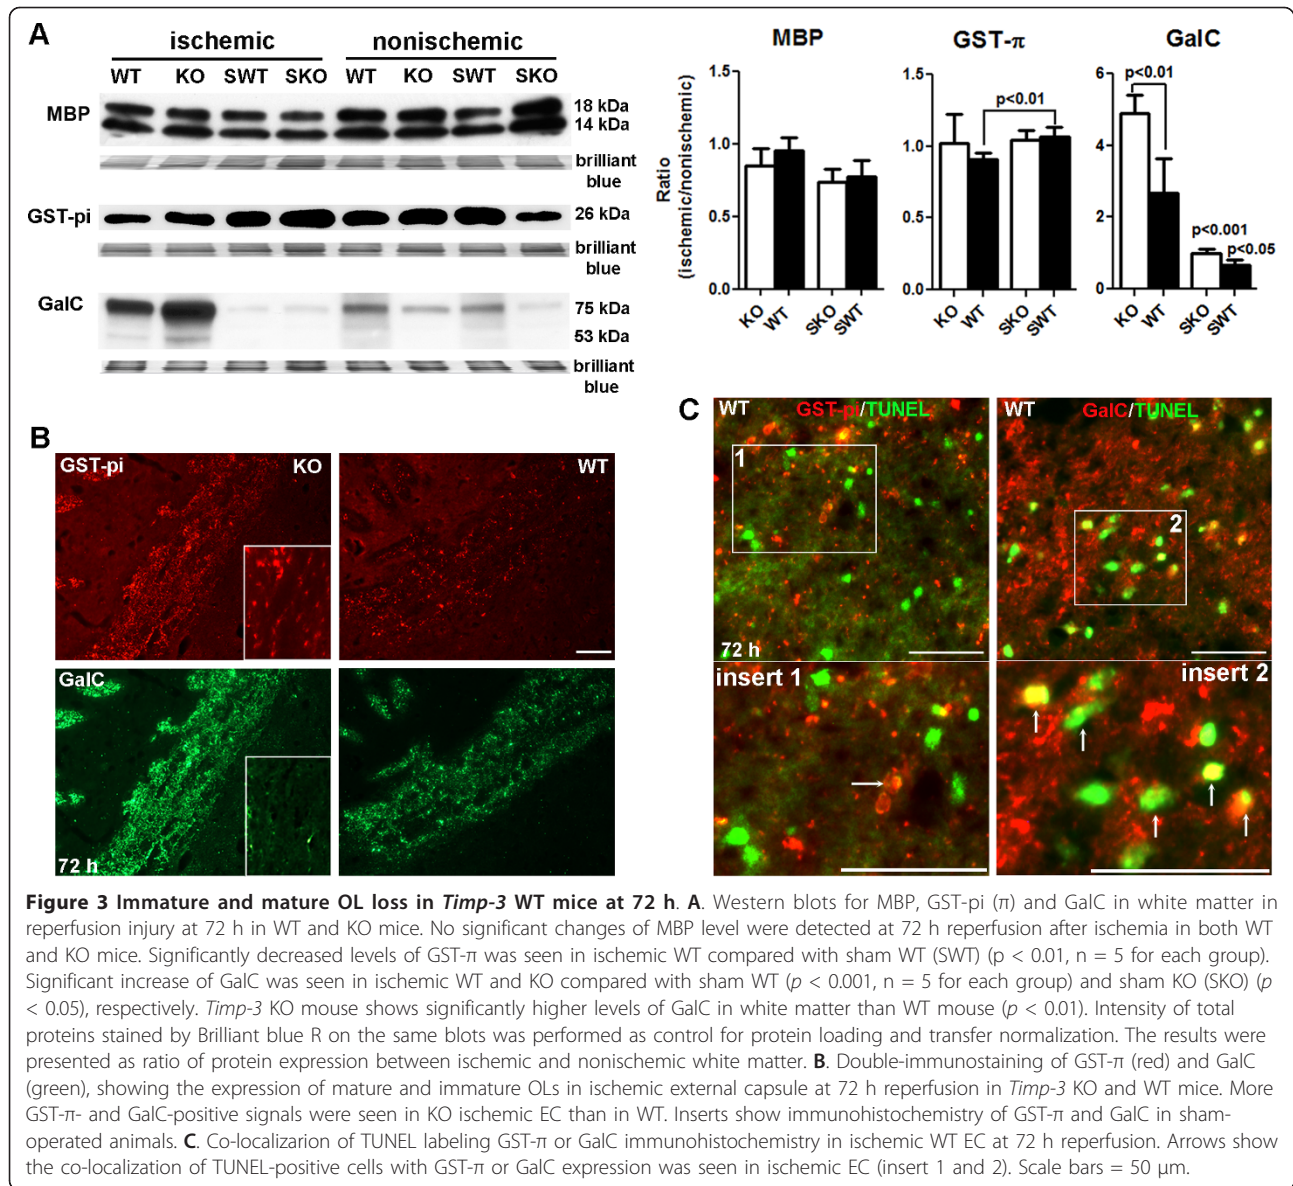 A
ischemic
nonischemic
WT KO SWT SKO WT KO SWT SKO
MBP
18 kDa
14 kDa
brilliant
blue
GST-pi
26 kDa
brilliant
blue
GalC
75 kDa
53 kDa
brilliant
blue
MBP
Ratio
(ischemic/nonischemic)
1.5
1.0
0.5
0.0
KO WT SKO SWT
GST-π
1.5
1.0
0.5
0.0
p<0.01
KO WT SKO SWT
GalC
6
4
2
0
p<0.01
p<0.001
p<0.05
KO WT SKO SWT
B
GST-pi KO
WT
GalC
72 h
C
WT GST-pi/TUNEL
1
72 h
WT GalC/TUNEL
2
insert 1
insert 2
Figure 3 Immature and mature OL loss in Timp-3 WT mice at 72 h. A. Western blots for MBP, GST-pi (π) and GalC in white matter in
reperfusion injury at 72 h in WT and KO mice. No significant changes of MBP level were detected at 72 h reperfusion after ischemia in both WT
and KO mice. Significantly decreased levels of GST-π was seen in ischemic WT compared with sham WT (SWT) (p < 0.01, n = 5 for each group).
Significant increase of GalC was seen in ischemic WT and KO compared with sham WT (p < 0.001, n = 5 for each group) and sham KO (SKO) (p
< 0.05), respectively. Timp-3 KO mouse shows significantly higher levels of GalC in white matter than WT mouse (p < 0.01). Intensity of total
proteins stained by Brilliant blue R on the same blots was performed as control for protein loading and transfer normalization. The results were
presented as ratio of protein expression between ischemic and nonischemic white matter. B. Double-immunostaining of GST-π (red) and GalC
(green), showing the expression of mature and immature OLs in ischemic external capsule at 72 h reperfusion in Timp-3 KO and WT mice. More
GST-π- and GalC-positive signals were seen in KO ischemic EC than in WT. Inserts show immunohistochemistry of GST-π and GalC in sham-
operated animals. C. Co-localizarion of TUNEL labeling GST-π or GalC immunohistochemistry in ischemic WT EC at 72 h reperfusion. Arrows show
the co-localization of TUNEL-positive cells with GST-π or GalC expression was seen in ischemic EC (insert 1 and 2). Scale bars = 50 μm.